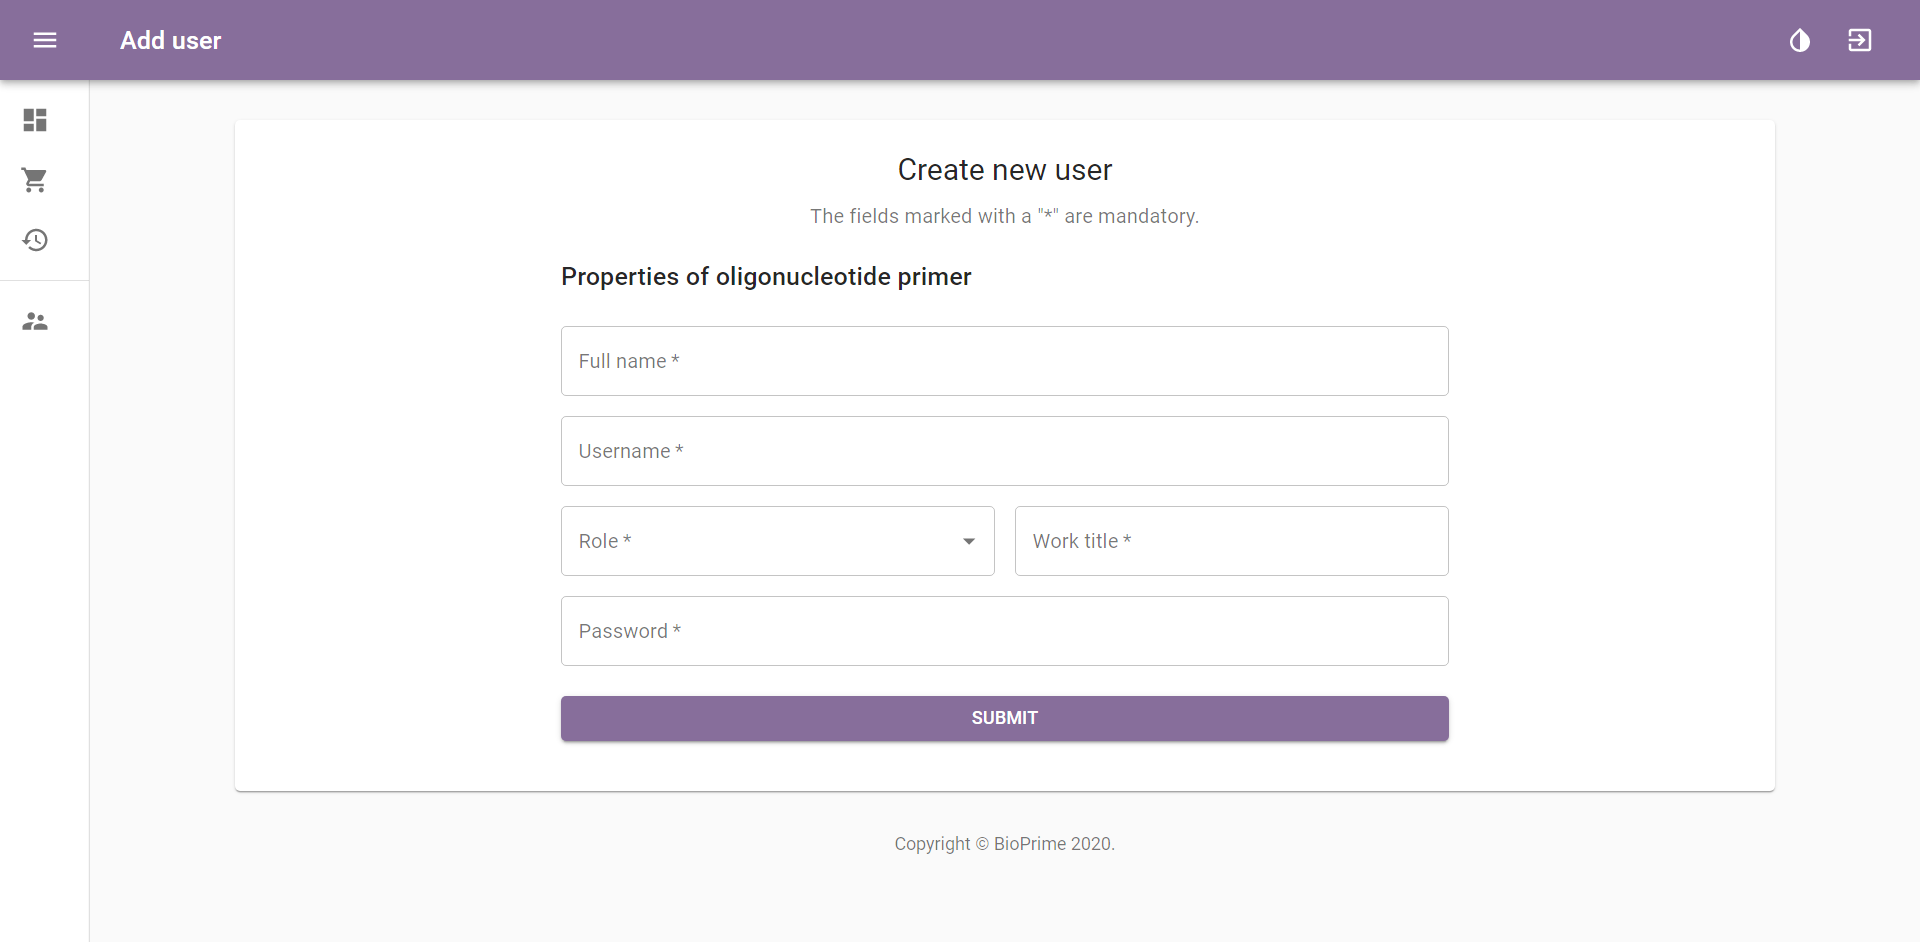 Add user
Create new user
The fields marked with a "*" are mandatory.
Properties of oligonucleotide primer
Full name *
Username *
Role *
Work title *
Password *
SUBMIT
Copyright © BioPrime 2020.